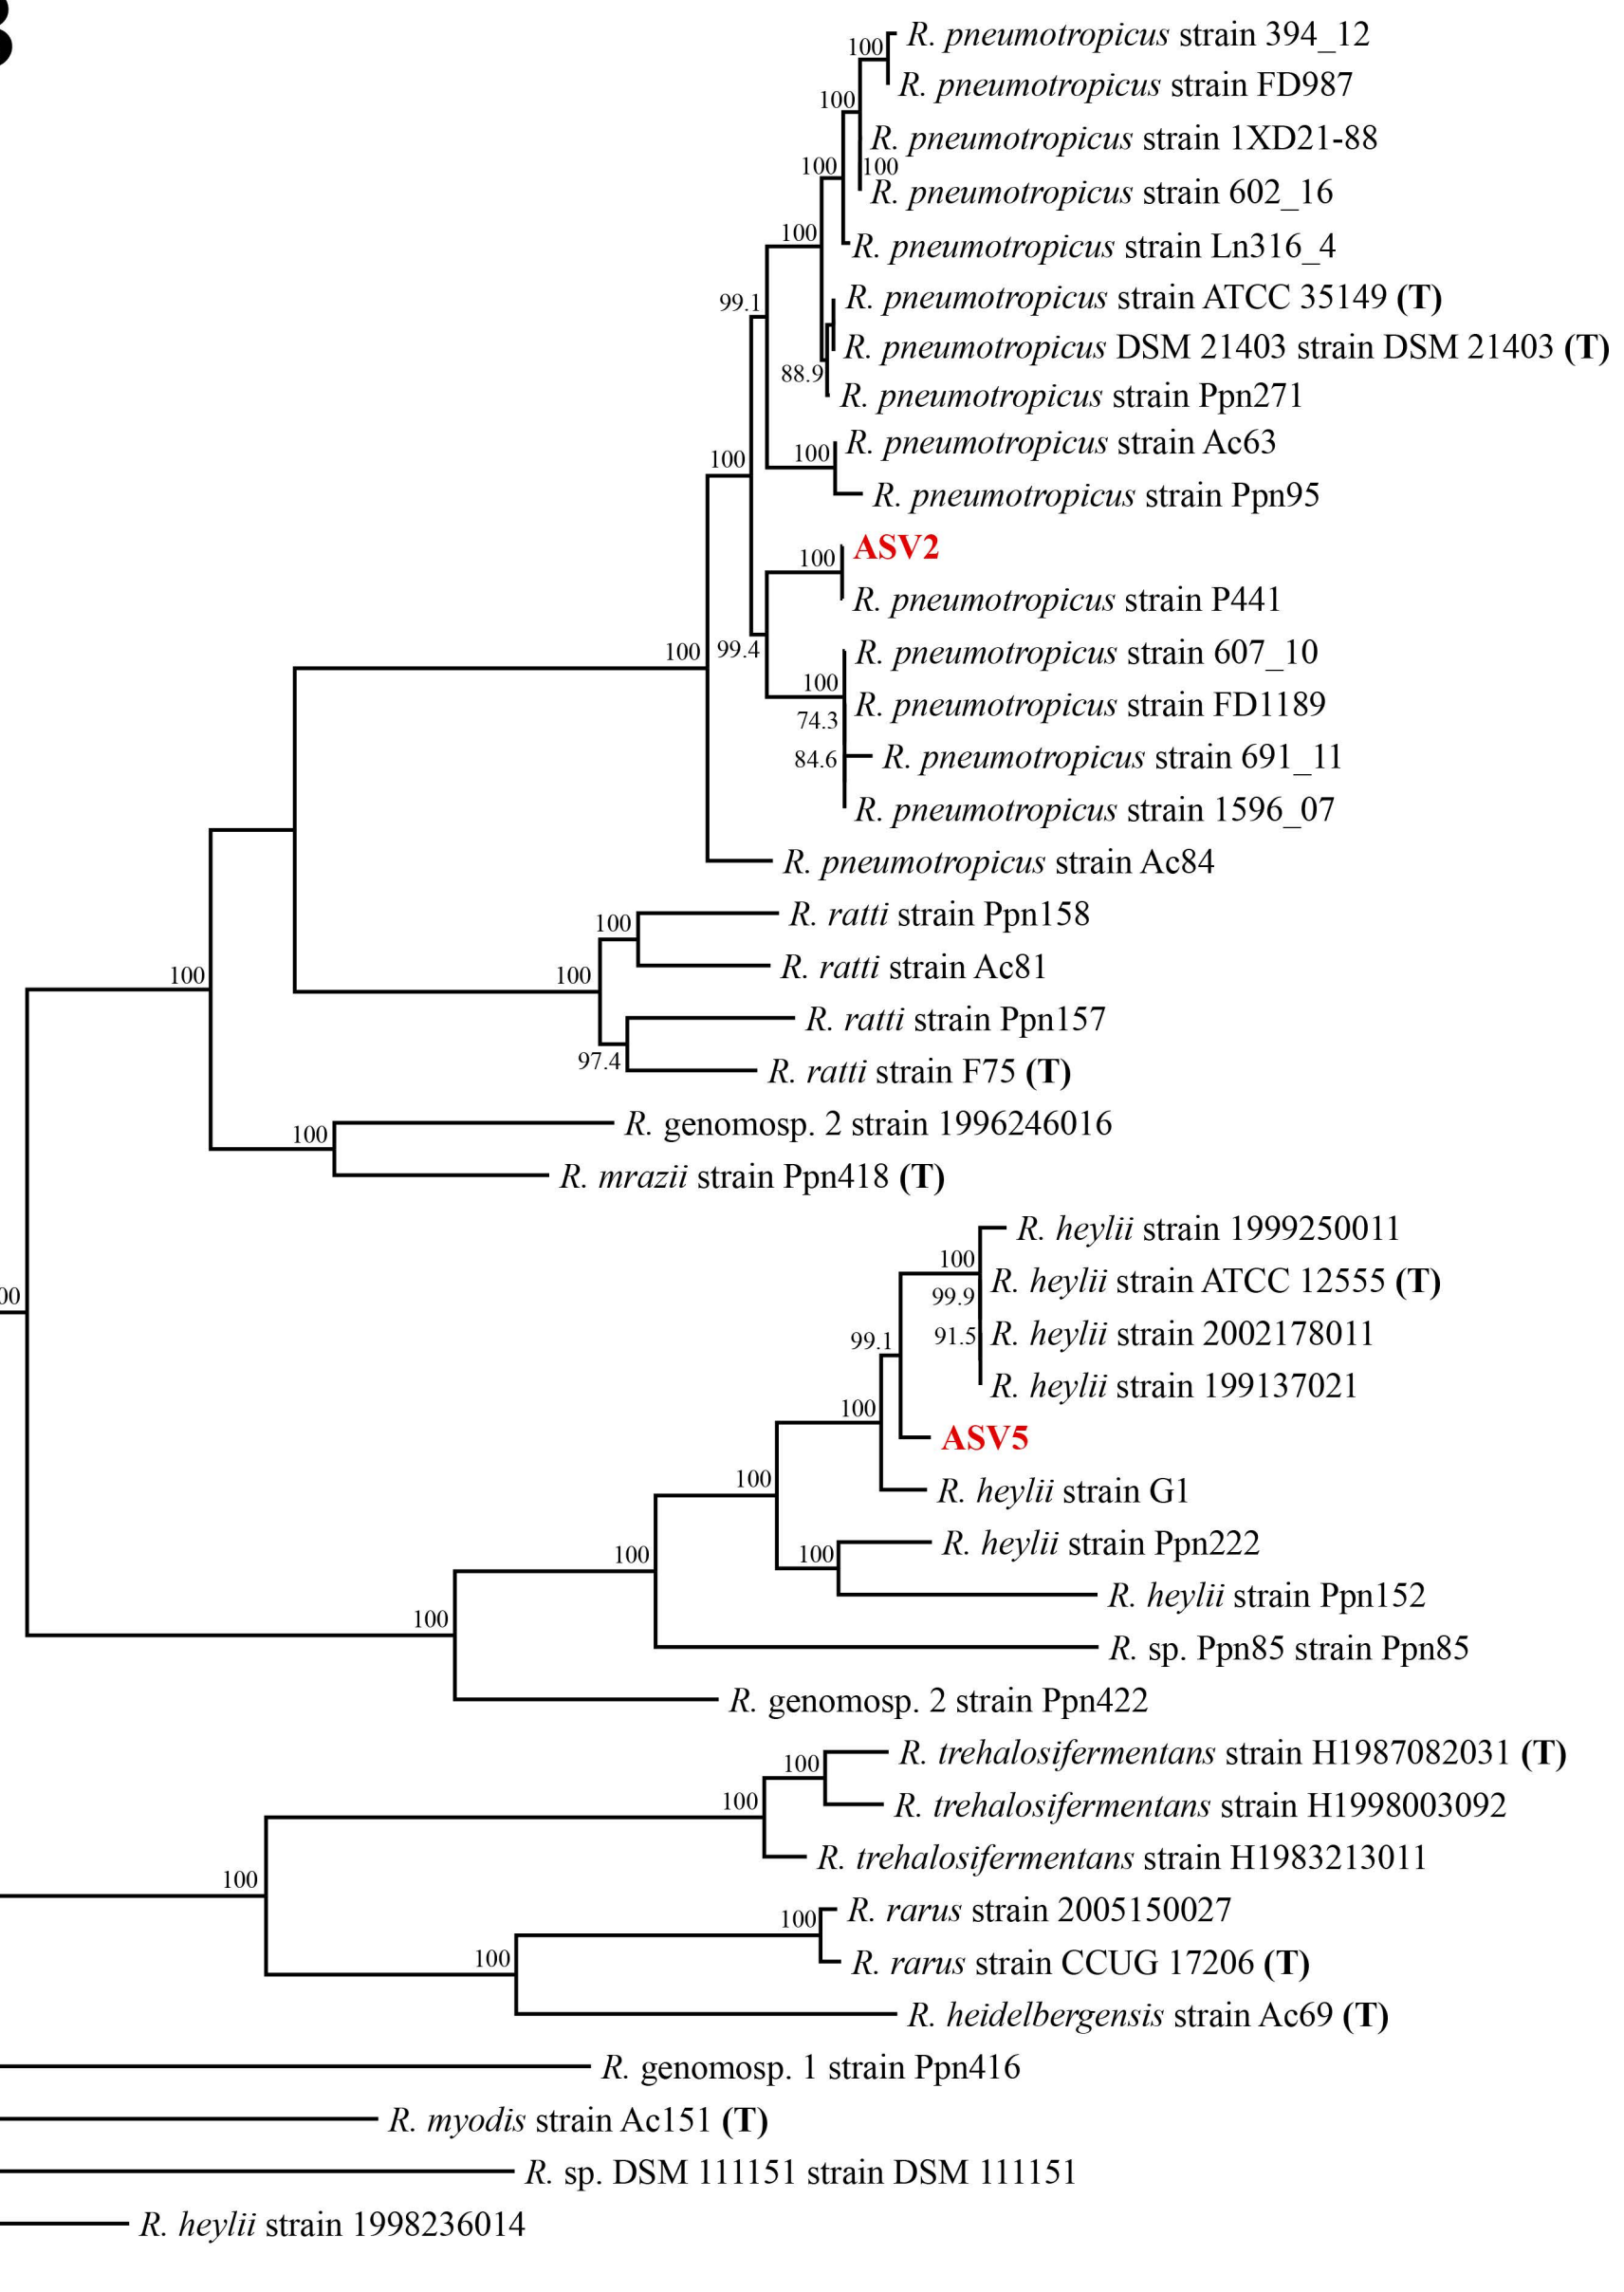 100
R. pneumotropicus strain 394_12
R. pneumotropicus strain FD987
100
R. pneumotropicus strain 1XD21-88
100
100
R. pneumotropicus strain 602_16
100
R. pneumotropicus strain Ln316_4
99.1
R. pneumotropicus strain ATCC 35149 (T)
R. pneumotropicus DSM 21403 strain DSM 21403 (T)
88.9
R. pneumotropicus strain Ppn271
R. pneumotropicus strain Ac63
100
100
R. pneumotropicus strain Ppn95
ASV2
100
R. pneumotropicus strain P441
100
99.4
R. pneumotropicus strain 607_10
100
R. pneumotropicus strain FD1189
74.3
84.6
R. pneumotropicus strain 691_11
R. pneumotropicus strain 1596_07
R. pneumotropicus strain Ac84
100
R. ratti strain Ppn158
100
100
R. ratti strain Ac81
R. ratti strain Ppn157
97.4
R. ratti strain F75 (T)
R. genomosp. 2 strain 1996246016
100
R. mrazii strain Ppn418 (T)
R. heylii strain 1999250011
100
00
99.9
R. heylii strain ATCC 12555 (T)
99.1
91.5
R. heylii strain 2002178011
R. heylii strain 199137021
100
ASV5
100
R. heylii strain G1
100
100
R. heylii strain Ppn222
R. heylii strain Ppn152
100
R. sp. Ppn85 strain Ppn85
R. genomosp. 2 strain Ppn422
100
R. trehalosifermentans strain H1987082031 (T)
100
R. trehalosifermentans strain H1998003092
R. trehalosifermentans strain H1983213011
100
100
R. rarus strain 2005150027
100
R. rarus strain CCUG 17206 (T)
R. heidelbergensis strain Ac69 (T)
R. genomosp. 1 strain Ppn416
R. myodis strain Ac151 (T)
R. sp. DSM 111151 strain DSM 111151
R. heylii strain 1998236014